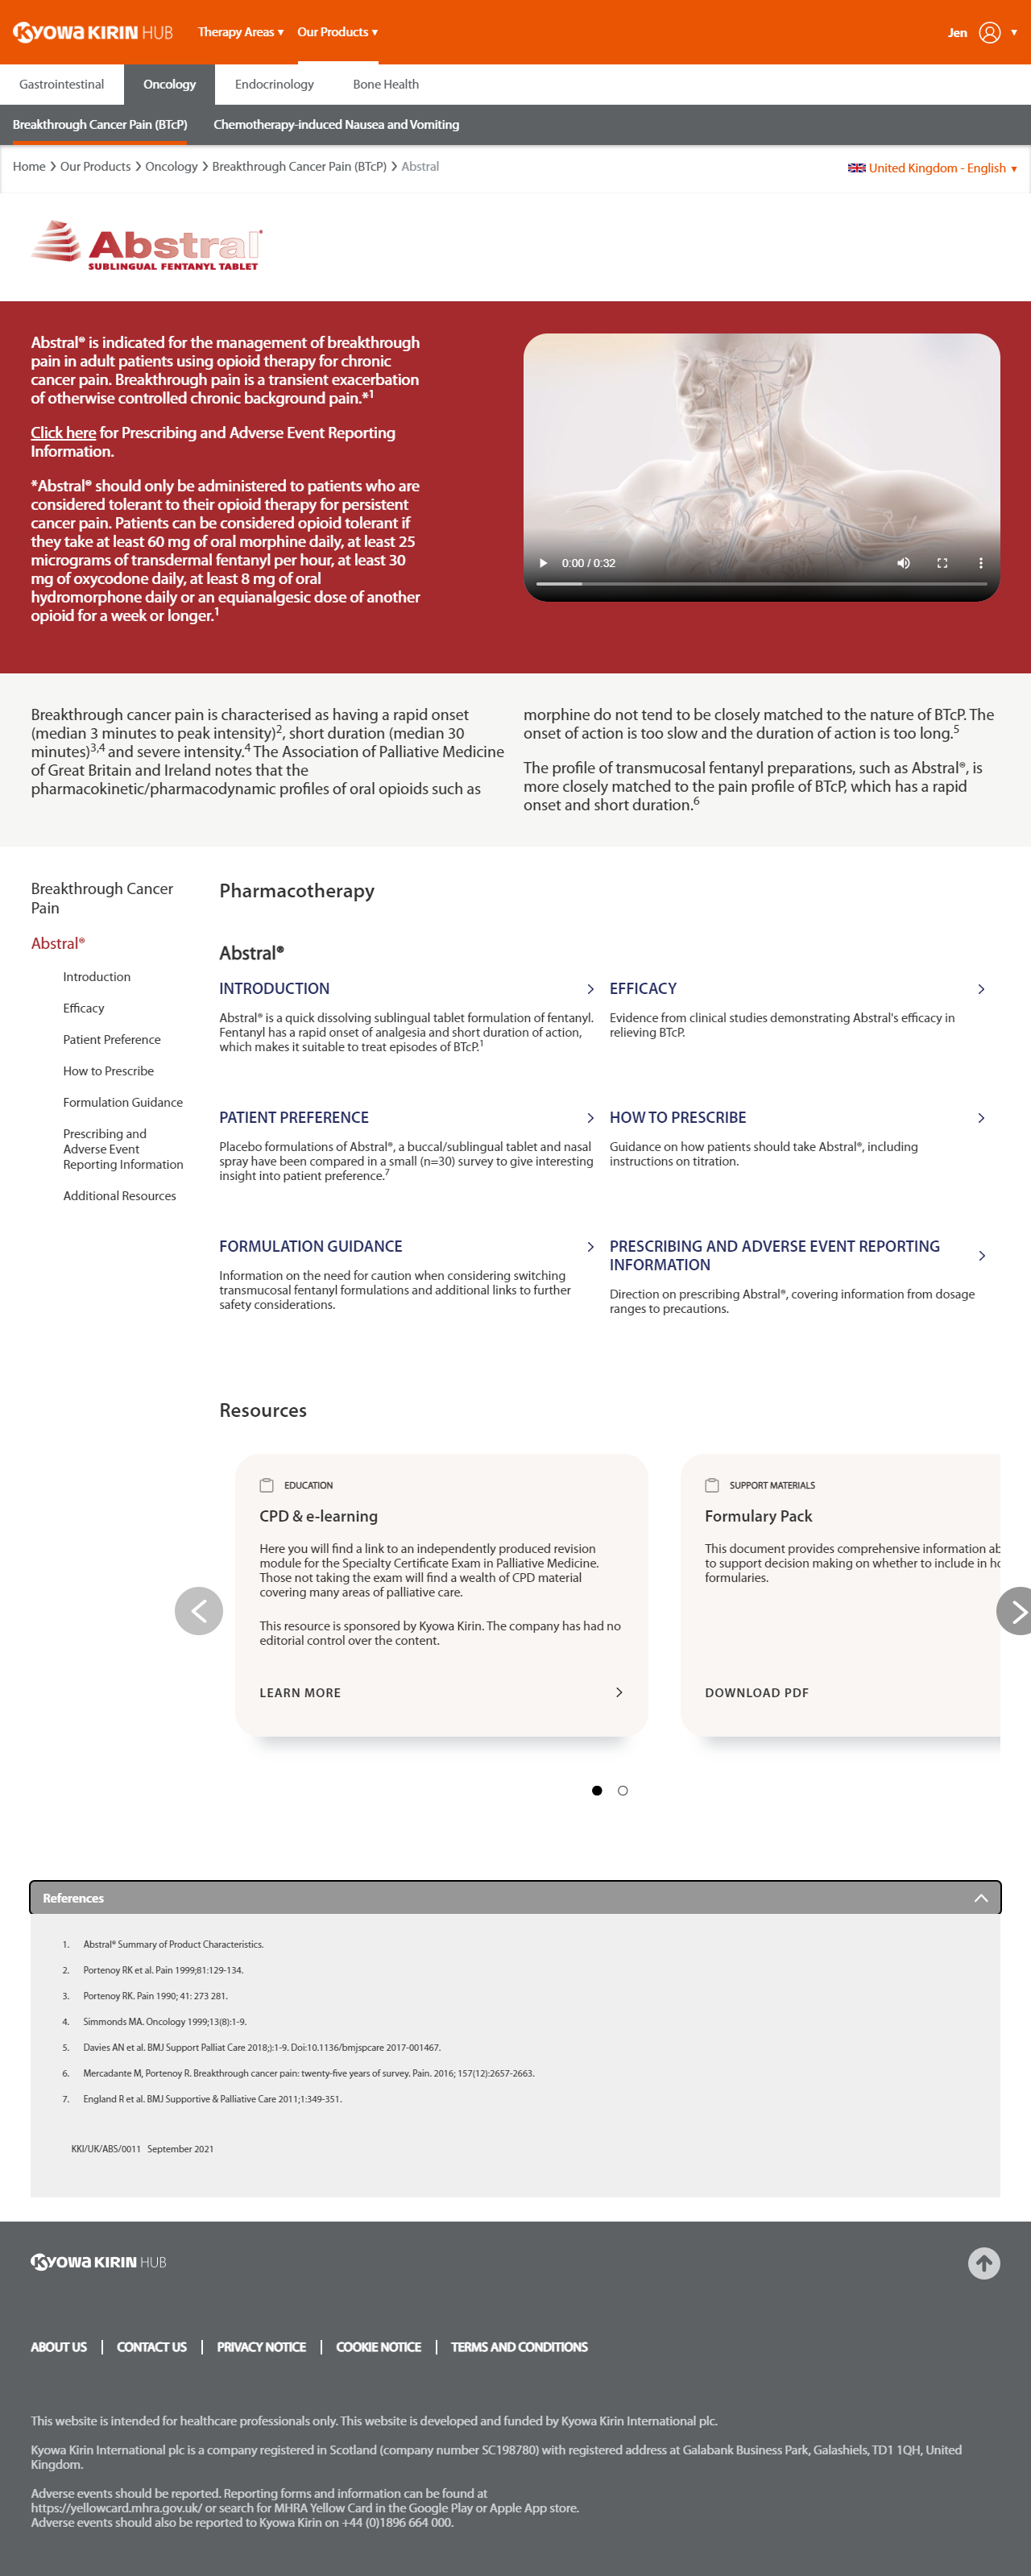 KYOWA KIRIN HUB
Therapy Areas ▾
Our Products ▾
Jen
Gastrointestinal
Oncology
Endocrinology
Bone Health
Breakthrough Cancer Pain (BTcP)
Chemotherapy-induced Nausea and Vomiting
Home > Our Products > Oncology > Breakthrough Cancer Pain (BTcP) > Abstral
United Kingdom - English ▾
Abstral
SUBLINGUAL FENTANYL TABLET
Abstral® is indicated for the management of breakthrough
pain in adult patients using opioid therapy for chronic
cancer pain. Breakthrough pain is a transient exacerbation
of otherwise controlled chronic background pain.*1
Click here for Prescribing and Adverse Event Reporting
Information.
*Abstral® should only be administered to patients who are
considered tolerant to their opioid therapy for persistent
cancer pain. Patients can be considered opioid tolerant if
they take at least 60 mg of oral morphine daily, at least 25
micrograms of transdermal fentanyl per hour, at least 30
mg of oxycodone daily, at least 8 mg of oral
hydromorphone daily or an equianalgesic dose of another
opioid for a week or longer.1
0:00 / 0:32
Breakthrough cancer pain is characterised as having a rapid onset
(median 3 minutes to peak intensity)2, short duration (median 30
minutes)3,4 and severe intensity.4 The Association of Palliative Medicine
of Great Britain and Ireland notes that the
pharmacokinetic/pharmacodynamic profiles of oral opioids such as
morphine do not tend to be closely matched to the nature of BTcP. The
onset of action is too slow and the duration of action is too long.5
The profile of transmucosal fentanyl preparations, such as Abstral®, is
more closely matched to the pain profile of BTcP, which has a rapid
onset and short duration.6
Breakthrough Cancer
Pain
Abstral®
Introduction
Efficacy
Patient Preference
How to Prescribe
Formulation Guidance
Prescribing and
Adverse Event
Reporting Information
Additional Resources
Pharmacotherapy
Abstral®
INTRODUCTION
Abstral® is a quick dissolving sublingual tablet formulation of fentanyl.
Fentanyl has a rapid onset of analgesia and short duration of action,
which makes it suitable to treat episodes of BTcP.1
EFFICACY
Evidence from clinical studies demonstrating Abstral's efficacy in
relieving BTcP.
PATIENT PREFERENCE
Placebo formulations of Abstral®, a buccal/sublingual tablet and nasal
spray have been compared in a small (n=30) survey to give interesting
insight into patient preference.7
HOW TO PRESCRIBE
Guidance on how patients should take Abstral®, including
instructions on titration.
FORMULATION GUIDANCE
Information on the need for caution when considering switching
transmucosal fentanyl formulations and additional links to further
safety considerations.
PRESCRIBING AND ADVERSE EVENT REPORTING
INFORMATION
Direction on prescribing Abstral®, covering information from dosage
ranges to precautions.
Resources
EDUCATION
CPD & e-learning
Here you will find a link to an independently produced revision
module for the Specialty Certificate Exam in Palliative Medicine.
Those not taking the exam will find a wealth of CPD material
covering many areas of palliative care.
This resource is sponsored by Kyowa Kirin. The company has had no
editorial control over the content.
LEARN MORE
SUPPORT MATERIALS
Formulary Pack
This document provides comprehensive information ab
to support decision making on whether to include in ho
formularies.
DOWNLOAD PDF
References
1. Abstral® Summary of Product Characteristics.
2. Portenoy RK et al. Pain 1999;81:129-134.
3. Portenoy RK. Pain 1990; 41: 273 281.
4. Simmonds MA. Oncology 1999;13(8):1-9.
5. Davies AN et al. BMJ Support Palliat Care 2018;):1-9. Doi:10.1136/bmjspcare 2017-001467.
6. Mercadante M, Portenoy R. Breakthrough cancer pain: twenty-five years of survey. Pain. 2016; 157(12):2657-2663.
7. England R et al. BMJ Supportive & Palliative Care 2011;1:349-351.
KKI/UK/ABS/0011 September 2021
KYOWA KIRIN HUB
ABOUT US | CONTACT US | PRIVACY NOTICE | COOKIE NOTICE | TERMS AND CONDITIONS
This website is intended for healthcare professionals only. This website is developed and funded by Kyowa Kirin International plc.
Kyowa Kirin International plc is a company registered in Scotland (company number SC198780) with registered address at Galabank Business Park, Galashiels, TD1 1QH, United
Kingdom.
Adverse events should be reported. Reporting forms and information can be found at
https://yellowcard.mhra.gov.uk/ or search for MHRA Yellow Card in the Google Play or Apple App store.
Adverse events should also be reported to Kyowa Kirin on +44 (0)1896 664 000.